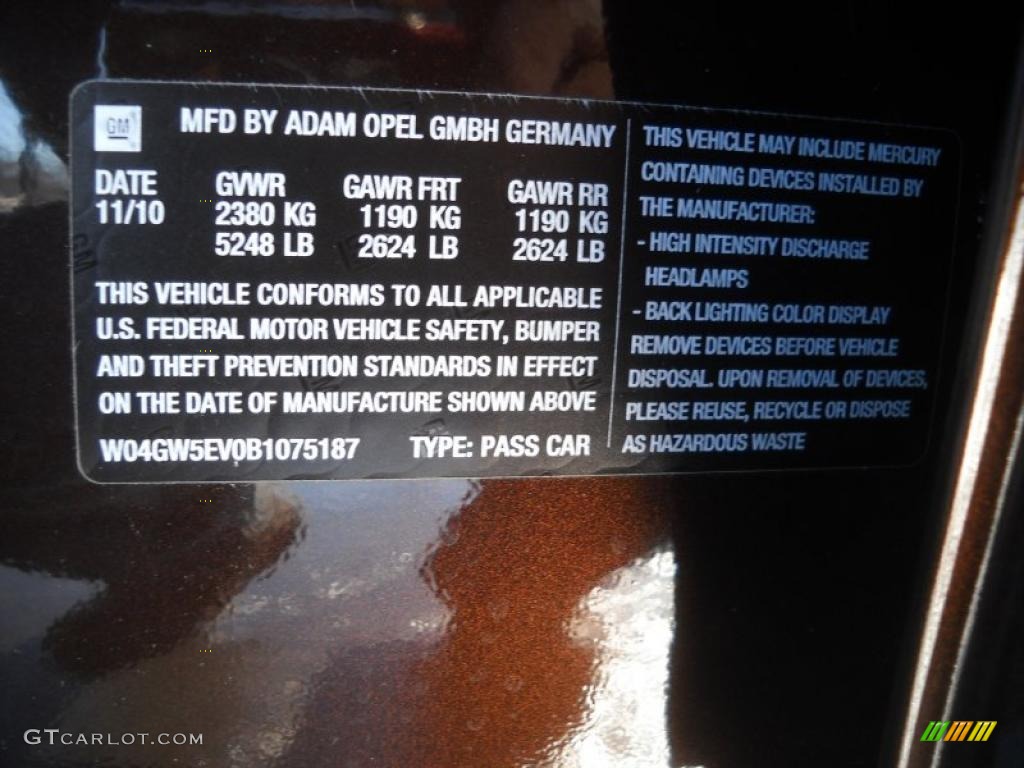 GM
MFD BY ADAM OPEL GMBH GERMANY
DATE GVWR GAWR FRT GAWR RR
11/10 2380 KG 1190 KG 1190 KG
5248 LB 2624 LB 2624 LB
THIS VEHICLE CONFORMS TO ALL APPLICABLE
U.S. FEDERAL MOTOR VEHICLE SAFETY, BUMPER
AND THEFT PREVENTION STANDARDS IN EFFECT
ON THE DATE OF MANUFACTURE SHOWN ABOVE
W04GW5EV0B1075187 TYPE: PASS CAR
THIS VEHICLE MAY INCLUDE MERCURY
CONTAINING DEVICES INSTALLED BY
THE MANUFACTURER:
- HIGH INTENSITY DISCHARGE
HEADLAMPS
- BACK LIGHTING COLOR DISPLAY
REMOVE DEVICES BEFORE VEHICLE
DISPOSAL. UPON REMOVAL OF DEVICES,
PLEASE REUSE, RECYCLE OR DISPOSE
AS HAZARDOUS WASTE
GTCARLOT.COM